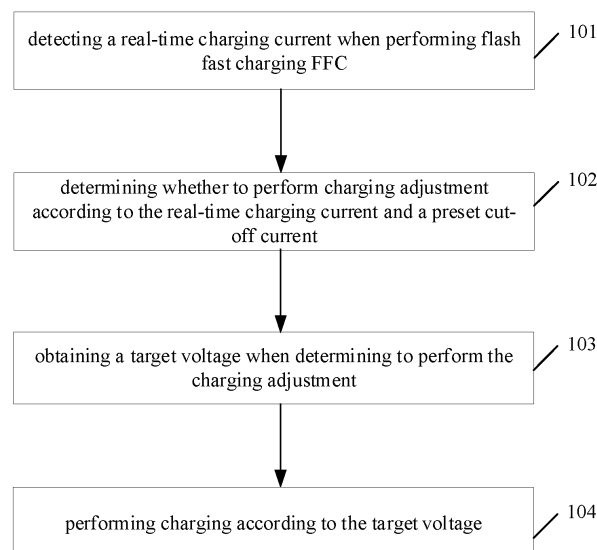 detecting a real-time charging current when performing flash
fast charging FFC
101
determining whether to perform charging adjustment
according to the real-time charging current and a preset cut-
off current
102
obtaining a target voltage when determining to perform the
charging adjustment
103
performing charging according to the target voltage
104